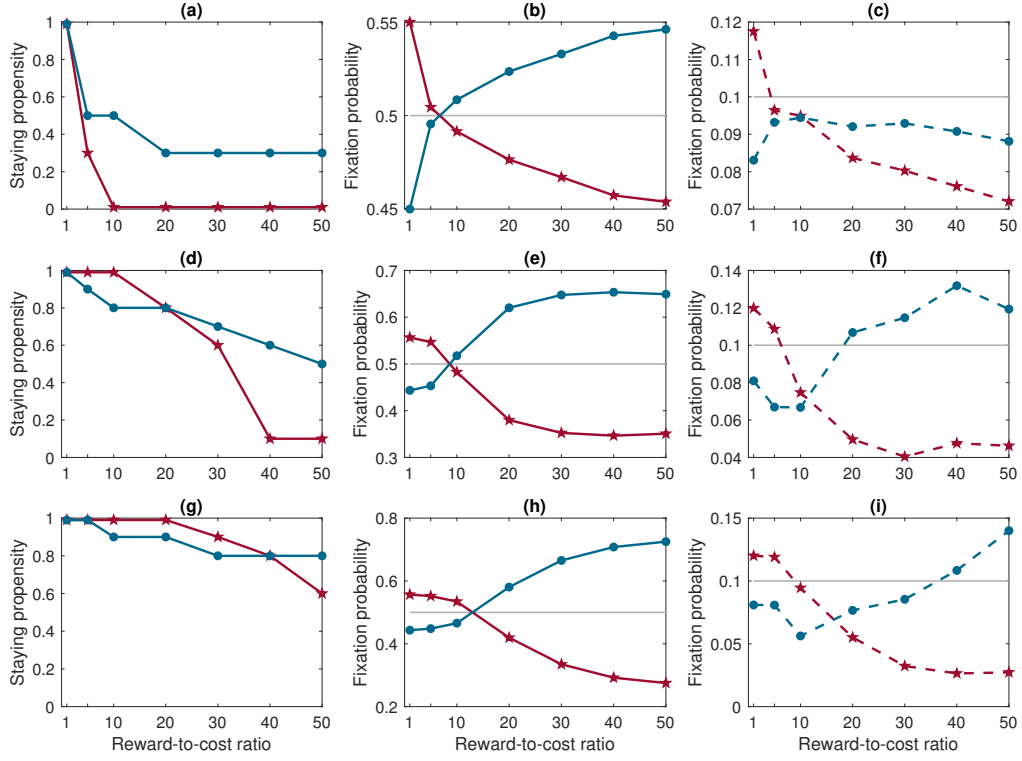 (a)
Staying propensity
1
0.8
0.6
0.4
0.2
0
1 10 20 30 40 50
(b)
Fixation probability
0.55
0.5
0.45
1 10 20 30 40 50
(c)
Fixation probability
0.12
0.11
0.1
0.09
0.08
0.07
1 10 20 30 40 50
(d)
Staying propensity
1
0.8
0.6
0.4
0.2
0
1 10 20 30 40 50
(e)
Fixation probability
0.7
0.6
0.5
0.4
0.3
1 10 20 30 40 50
(f)
Fixation probability
0.14
0.12
0.1
0.08
0.06
0.04
1 10 20 30 40 50
(g)
Staying propensity
1
0.8
0.6
0.4
0.2
0
1 10 20 30 40 50
Reward-to-cost ratio
(h)
Fixation probability
0.8
0.6
0.4
0.2
1 10 20 30 40 50
Reward-to-cost ratio
(i)
Fixation probability
0.15
0.1
0.05
0
1 10 20 30 40 50
Reward-to-cost ratio